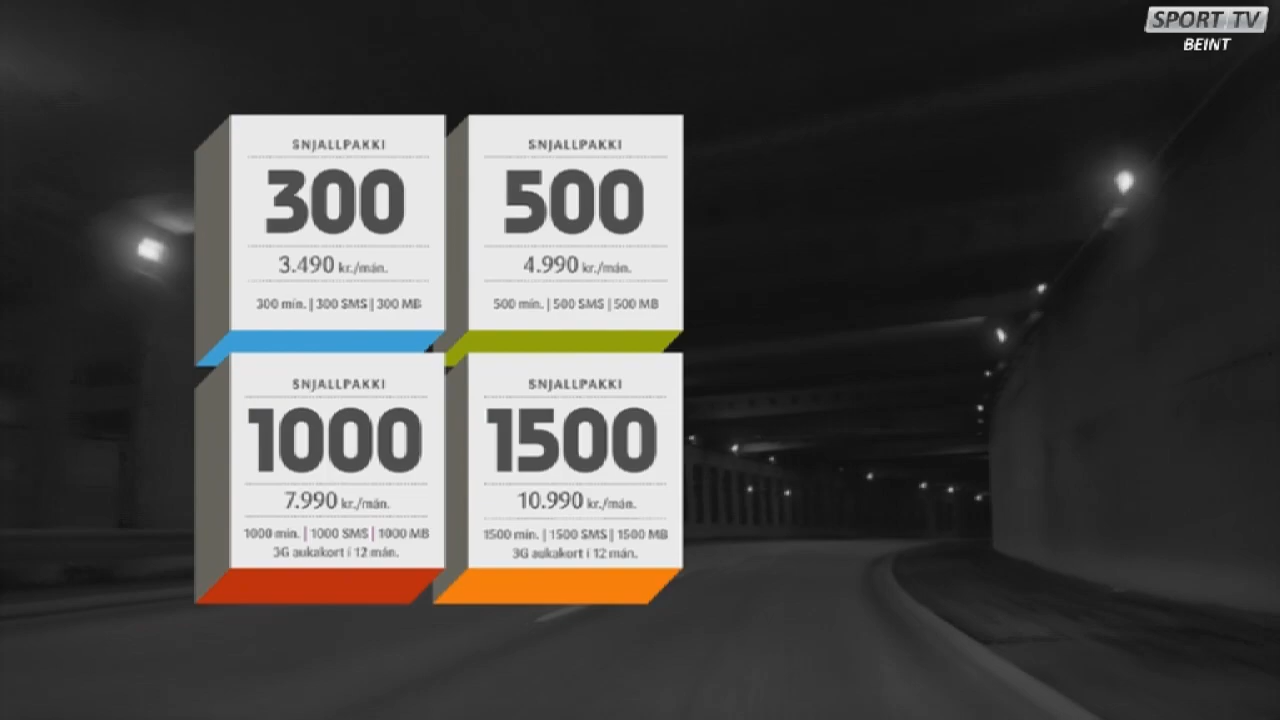 SPORT TV
BEINT
SNJALLPAKKI
300
3.490 kr./mán.
300 mín. | 300 SMS | 300 MB
SNJALLPAKKI
500
4.990 kr./mán.
500 mín. | 500 SMS | 500 MB
SNJALLPAKKI
1000
7.990 kr./mán.
1000 mín. | 1000 SMS | 1000 MB
3G aukakort í 12 mán.
SNJALLPAKKI
1500
10.990 kr./mán.
1500 mín. | 1500 SMS | 1500 MB
3G aukakort í 12 mán.